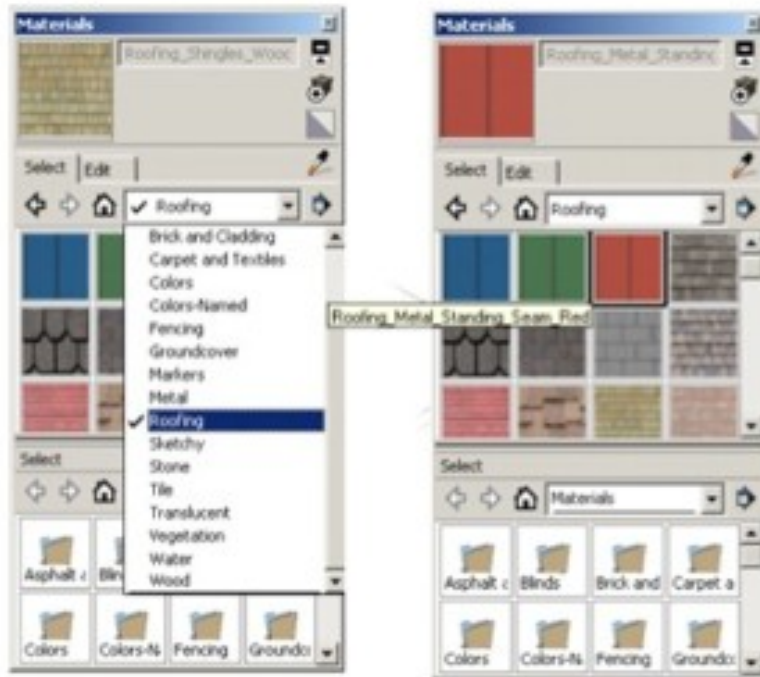 Materials
Roofing_Shingles_Wooc
Select Edit
Roofing
Brick and Cladding
Carpet and Textiles
Colors
Colors-Named
Fencing
Groundcover
Markers
Metal
Roofing
Sketchy
Stone
Tile
Translucent
Vegetation
Water
Wood
Select
Asphalt
Colors Colors-N Fencing Groundc
Materials
Roofing_Metal_Standing
Select Edit
Roofing
Roofing_Metal_Standing_Seam_Red
Select
Materials
Asphalt Blinds Brick and Carpet a
Colors Colors-N Fencing Groundc